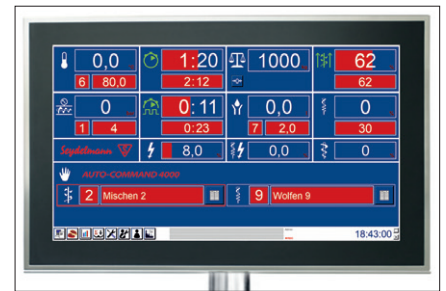 0,0 1:20 1000 62
6 80,0 2:12 62
0 0:11 0,0 0
1 4 0:23 7 2,0 30
Seydelmann 8,0 0,0 0
AUTO-COMMAND 4000
2 Mischen 2 9 Wolfen 9
18:43:00